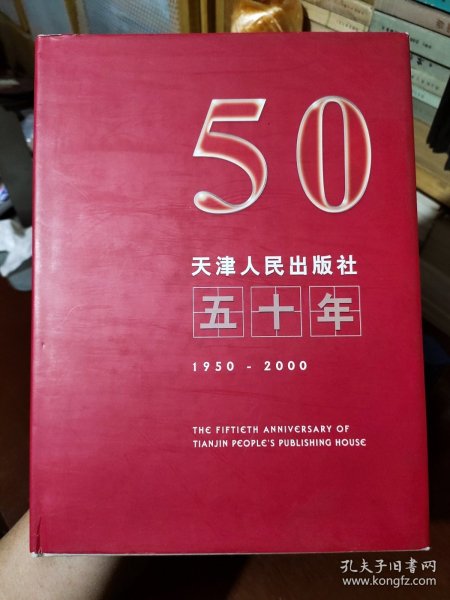 50
天津人民出版社
五十年
1950 - 2000
THE FIFTIETH ANNIVERSARY OF
TIANJIN PEOPLE'S PUBLISHING HOUSE
孔夫子旧书网
www.kongfz.com